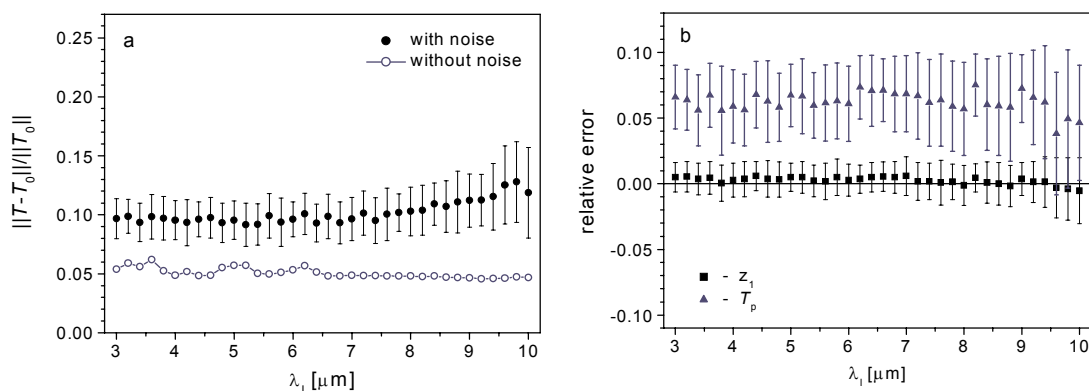 a
with noise
without noise
||T-T₀||/||T₀||
0.25
0.20
0.15
0.10
0.05
0.00
3 4 5 6 7 8 9 10
λₗ [μm]
b
relative error
0.10
0.05
0.00
-0.05
-0.10
- z₁
- Tₚ
3 4 5 6 7 8 9 10
λₗ [μm]